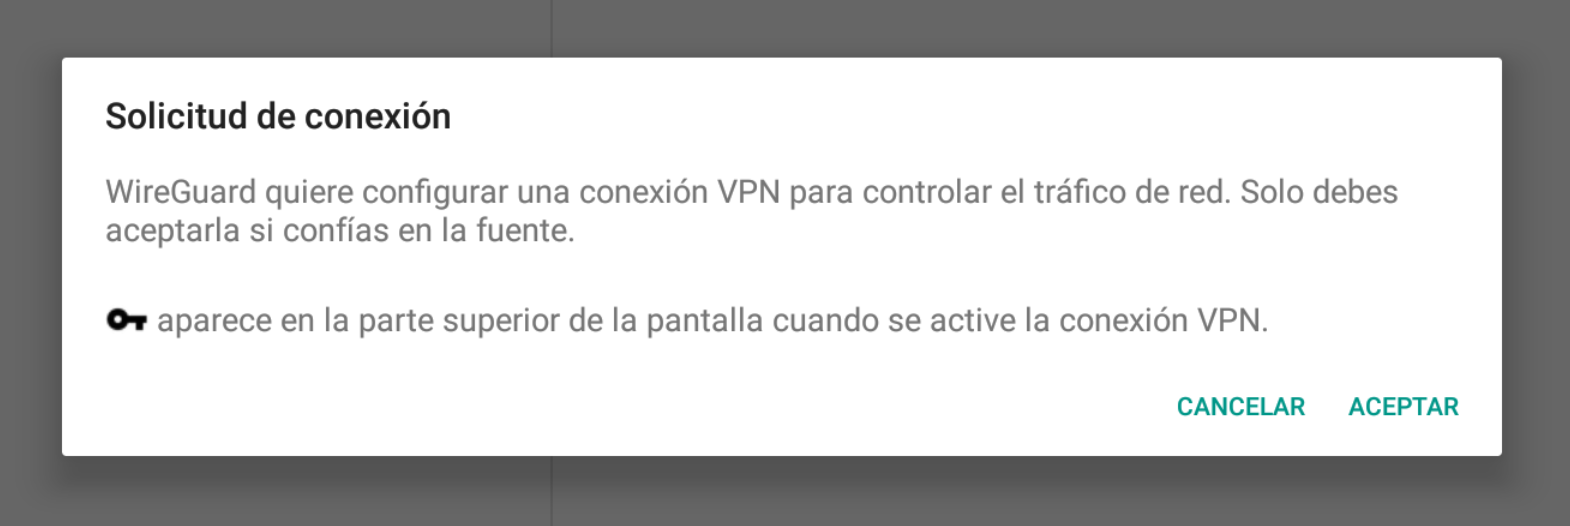 Solicitud de conexión
WireGuard quiere configurar una conexión VPN para controlar el tráfico de red. Solo debes
aceptarla si confías en la fuente.
aparece en la parte superior de la pantalla cuando se active la conexión VPN.
CANCELAR ACEPTAR